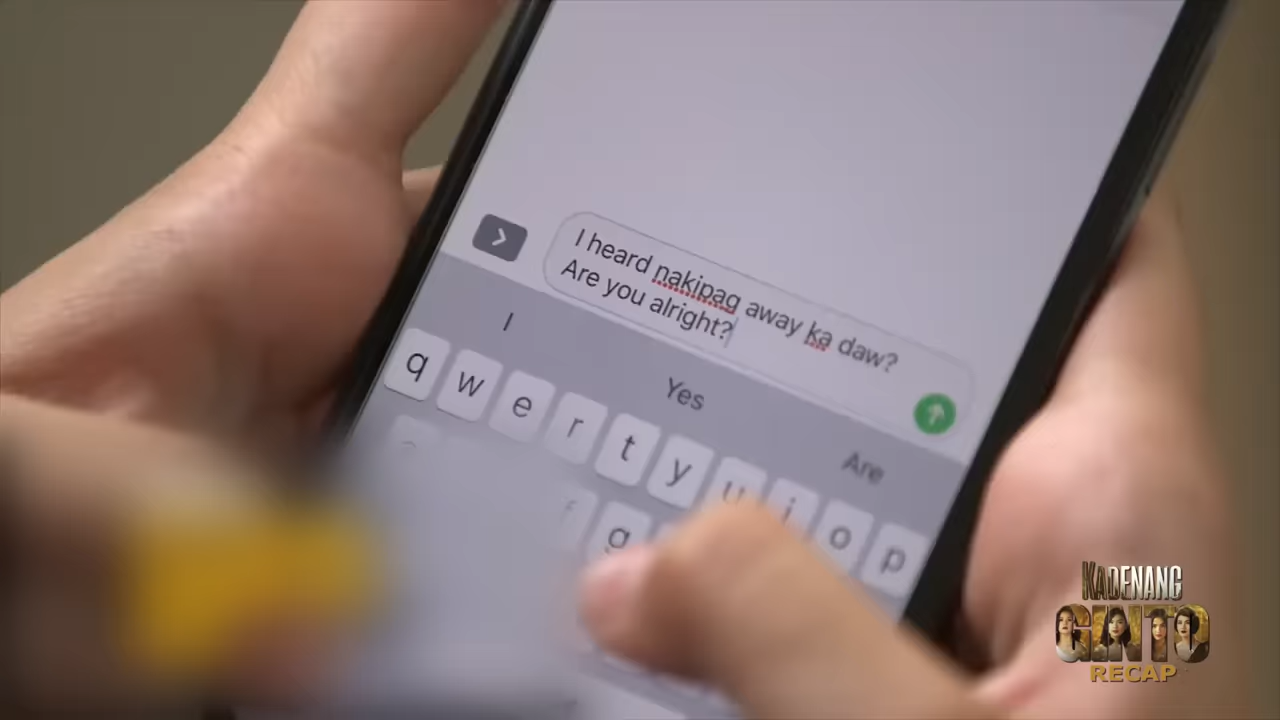 I heard nakipag away ka daw?
Are you alright?
I
Yes
Are
q w e r t y u i o p
f g
KADENANG
GINTO
RECAP